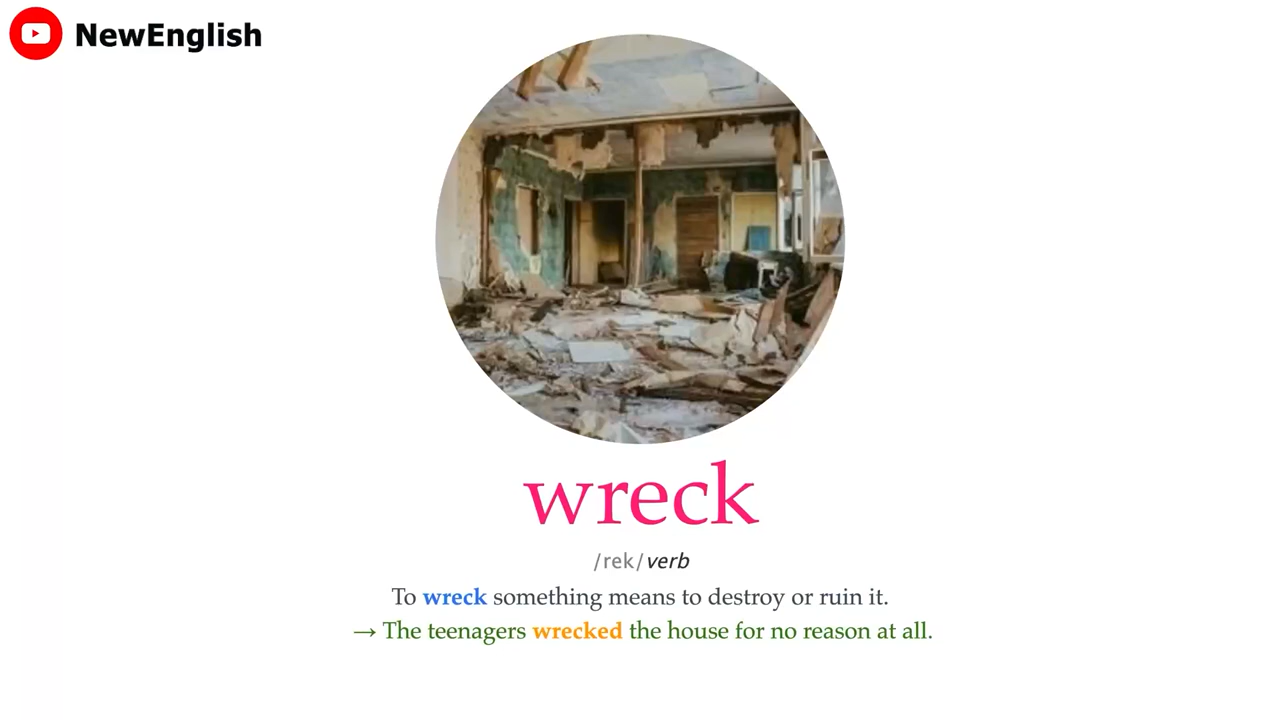 NewEnglish
wreck
/rek/verb
To wreck something means to destroy or ruin it.
→ The teenagers wrecked the house for no reason at all.